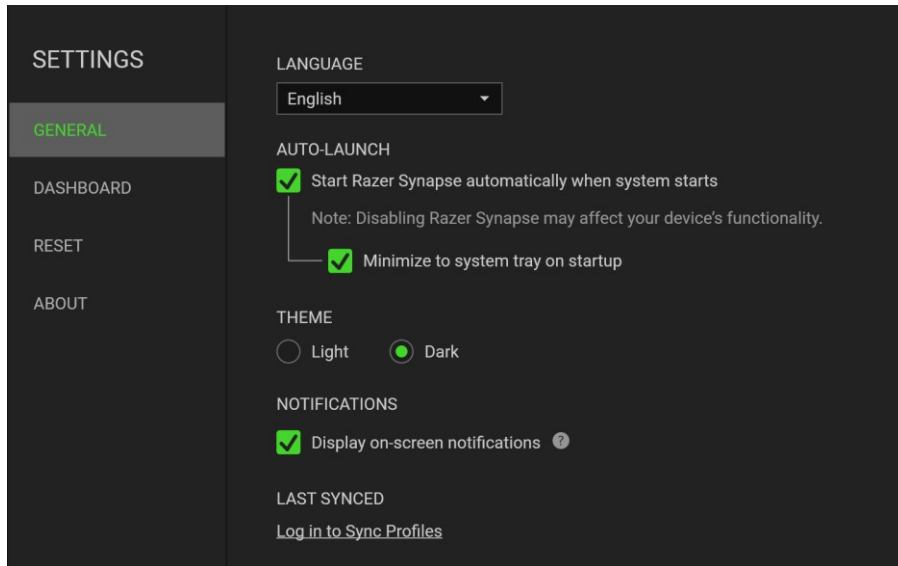 SETTINGS
GENERAL
DASHBOARD
RESET
ABOUT
LANGUAGE
English
AUTO-LAUNCH
Start Razer Synapse automatically when system starts
Note: Disabling Razer Synapse may affect your device's functionality.
Minimize to system tray on startup
THEME
Light
Dark
NOTIFICATIONS
Display on-screen notifications ?
LAST SYNCED
Log in to Sync Profiles